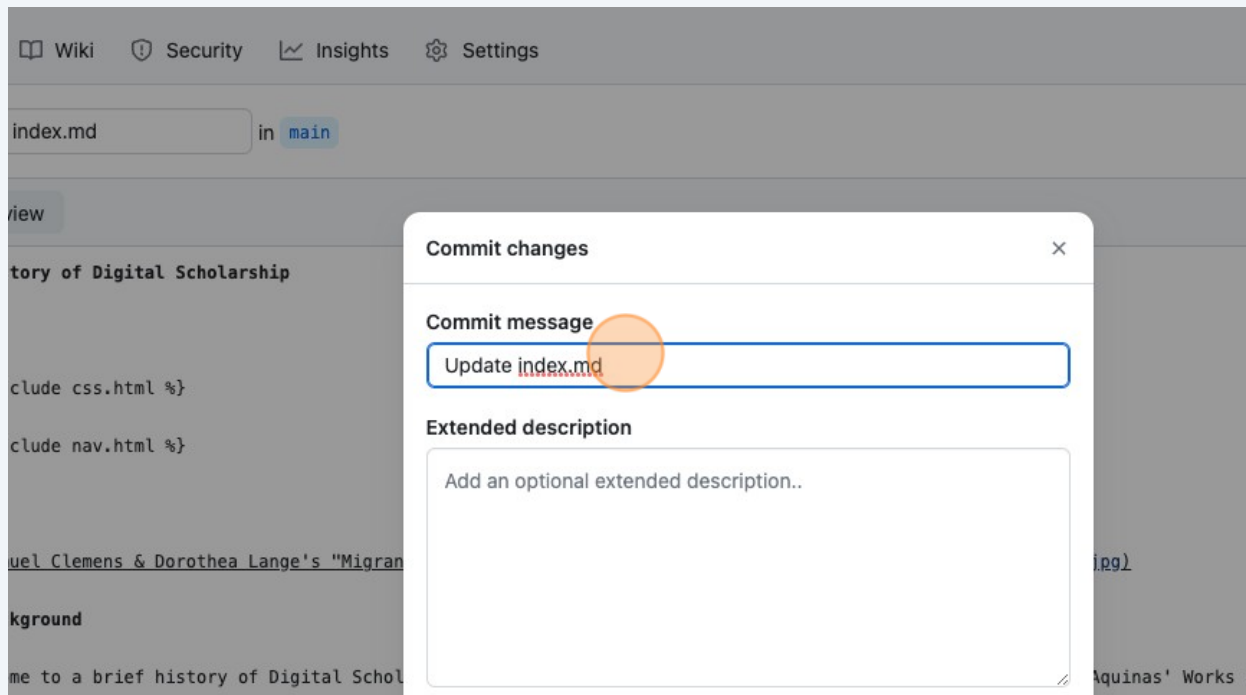 Wiki Security Insights Settings
index.md in main
view
tory of Digital Scholarship
Commit changes
Commit message
Update index.md
clude css.html %}
Extended description
clude nav.html %}
Add an optional extended description..
uel Clemens & Dorothea Lange's "Migran jpg)
kground
me to a brief history of Digital Schol Aquinas' Works